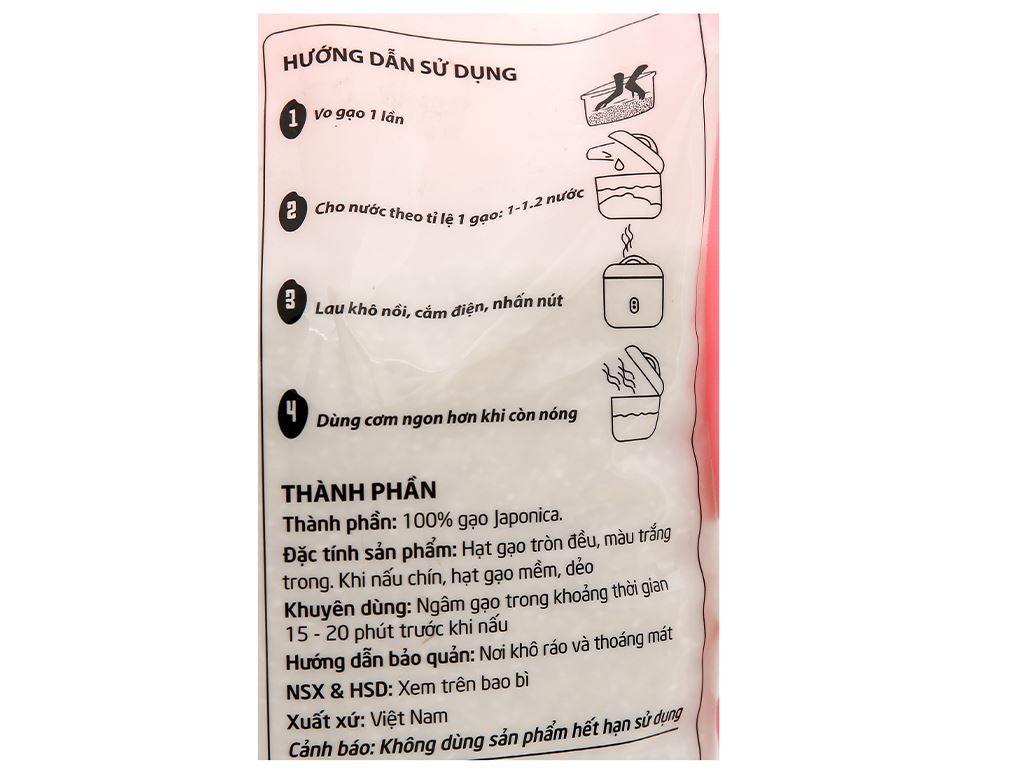 HƯỚNG DẪN SỬ DỤNG
1 Vo gạo 1 lần
2 Cho nước theo tỉ lệ 1 gạo: 1-1.2 nước
3 Lau khô nồi, cắm điện, nhấn nút
4 Dùng cơm ngon hơn khi còn nóng
THÀNH PHẦN
Thành phần: 100% gạo Japonica.
Đặc tính sản phẩm: Hạt gạo tròn đều, màu trắng
trong. Khi nấu chín, hạt gạo mềm, dẻo
Khuyên dùng: Ngâm gạo trong khoảng thời gian
15 - 20 phút trước khi nấu
Hướng dẫn bảo quản: Nơi khô ráo và thoáng mát
NSX & HSD: Xem trên bao bì
Xuất xứ: Việt Nam
Cảnh báo: Không dùng sản phẩm hết hạn sử dụng